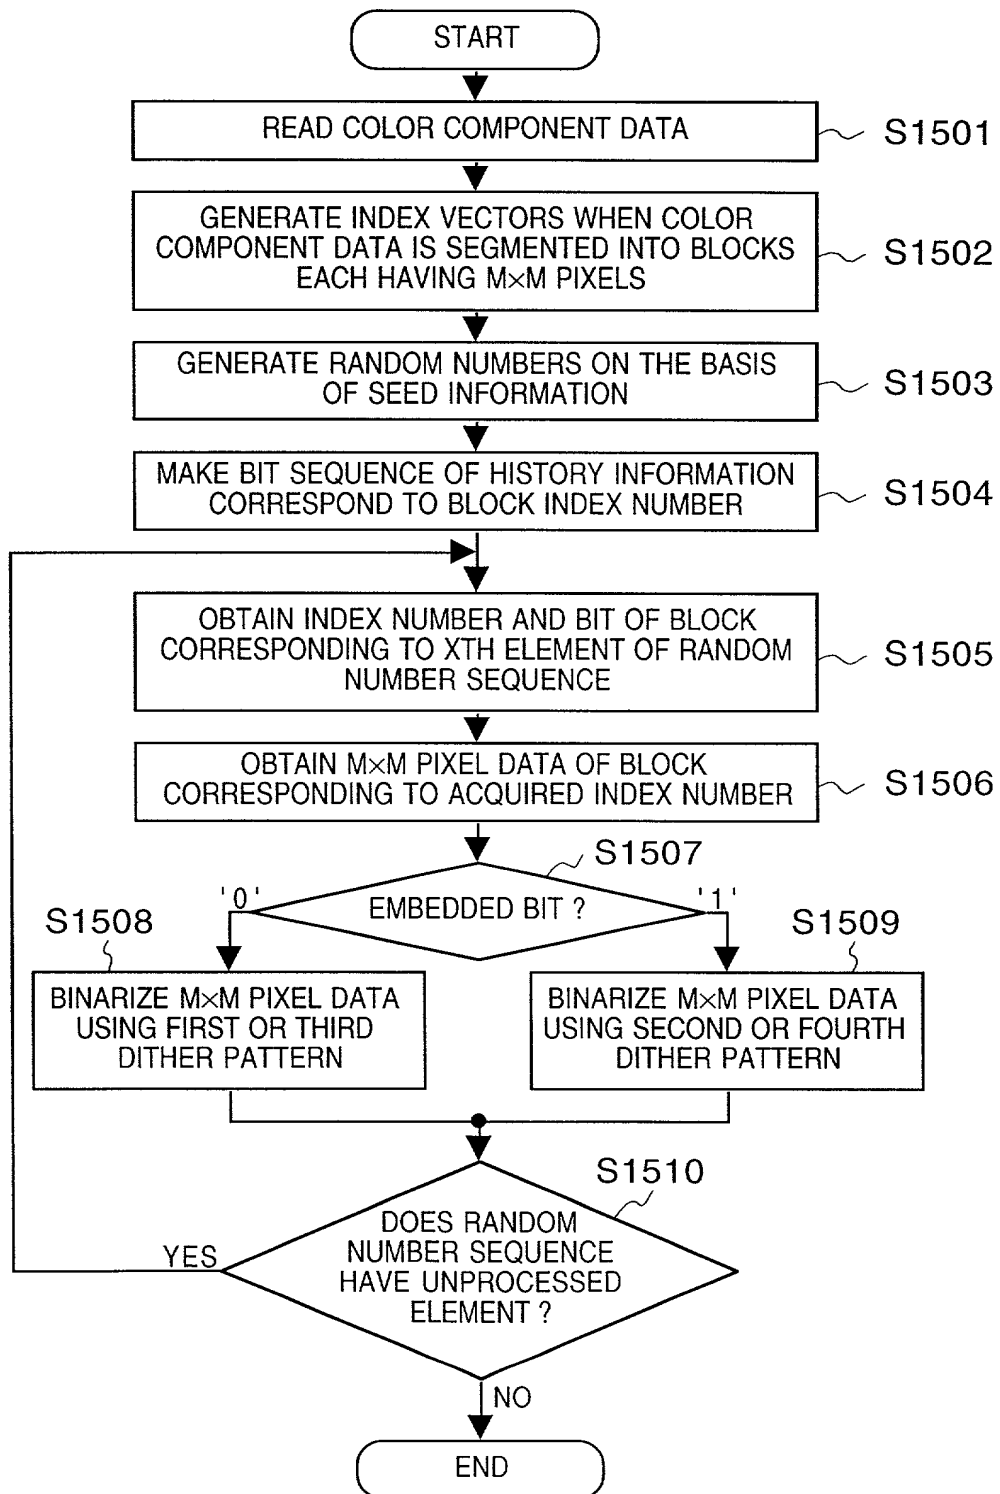 START
READ COLOR COMPONENT DATA
S1501
GENERATE INDEX VECTORS WHEN COLOR
COMPONENT DATA IS SEGMENTED INTO BLOCKS
EACH HAVING M×M PIXELS
S1502
GENERATE RANDOM NUMBERS ON THE BASIS
OF SEED INFORMATION
S1503
MAKE BIT SEQUENCE OF HISTORY INFORMATION
CORRESPOND TO BLOCK INDEX NUMBER
S1504
OBTAIN INDEX NUMBER AND BIT OF BLOCK
CORRESPONDING TO XTH ELEMENT OF RANDOM
NUMBER SEQUENCE
S1505
OBTAIN M×M PIXEL DATA OF BLOCK
CORRESPONDING TO ACQUIRED INDEX NUMBER
S1506
S1507
EMBEDDED BIT ?
'0'
'1'
S1508
BINARIZE M×M PIXEL DATA
USING FIRST OR THIRD
DITHER PATTERN
S1509
BINARIZE M×M PIXEL DATA
USING SECOND OR FOURTH
DITHER PATTERN
S1510
DOES RANDOM
NUMBER SEQUENCE
HAVE UNPROCESSED
ELEMENT ?
YES
NO
END